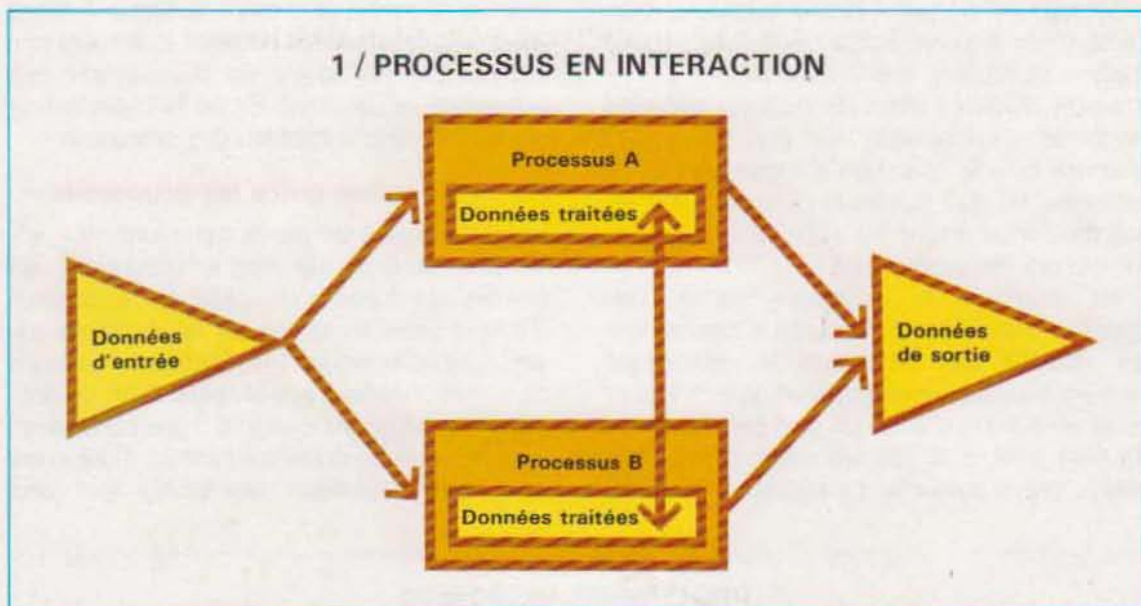 1 / PROCESSUS EN INTERACTION
Processus A
Données traitées
Données
d'entrée
Données
de sortie
Processus B
Données traitées